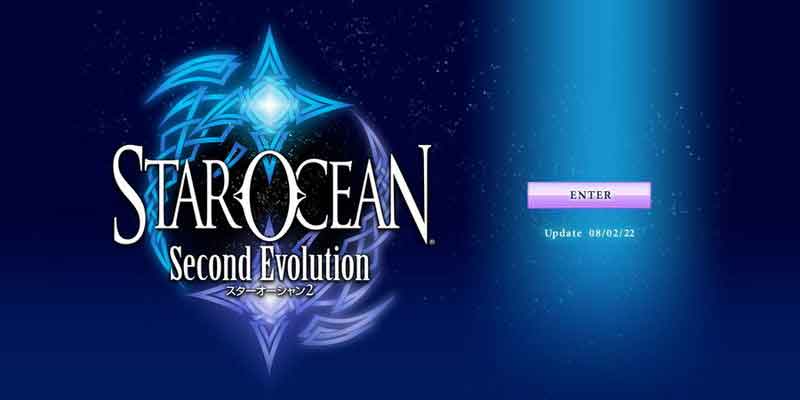 STAR OCEAN
Second Evolution
スターオーシャン2
ENTER
Update 08/02/22